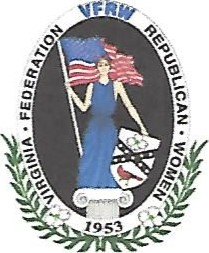 VFRW
VIRGINIA · FEDERATION REPUBLICAN · WOMEN
1953